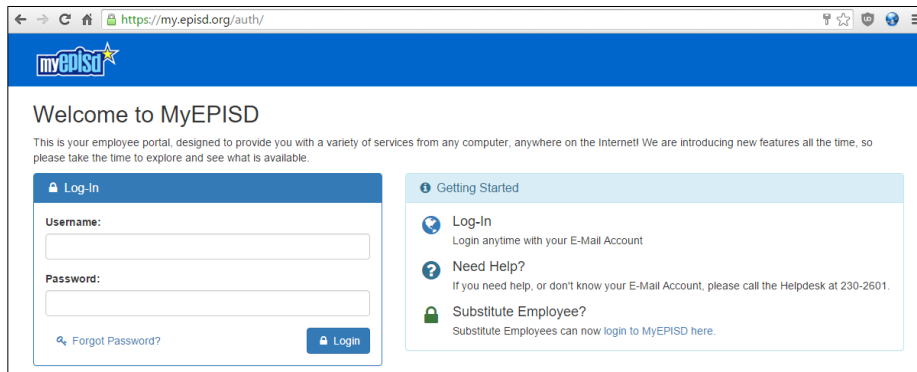 https://my.episd.org/auth/
myepisd
Welcome to MyEPISD
This is your employee portal, designed to provide you with a variety of services from any computer, anywhere on the Internet! We are introducing new features all the time, so
please take the time to explore and see what is available.
Log-In
Username:
Password:
Forgot Password?
Login
Getting Started
Log-In
Login anytime with your E-Mail Account
Need Help?
If you need help, or don't know your E-Mail Account, please call the Helpdesk at 230-2601.
Substitute Employee?
Substitute Employees can now login to MyEPISD here.